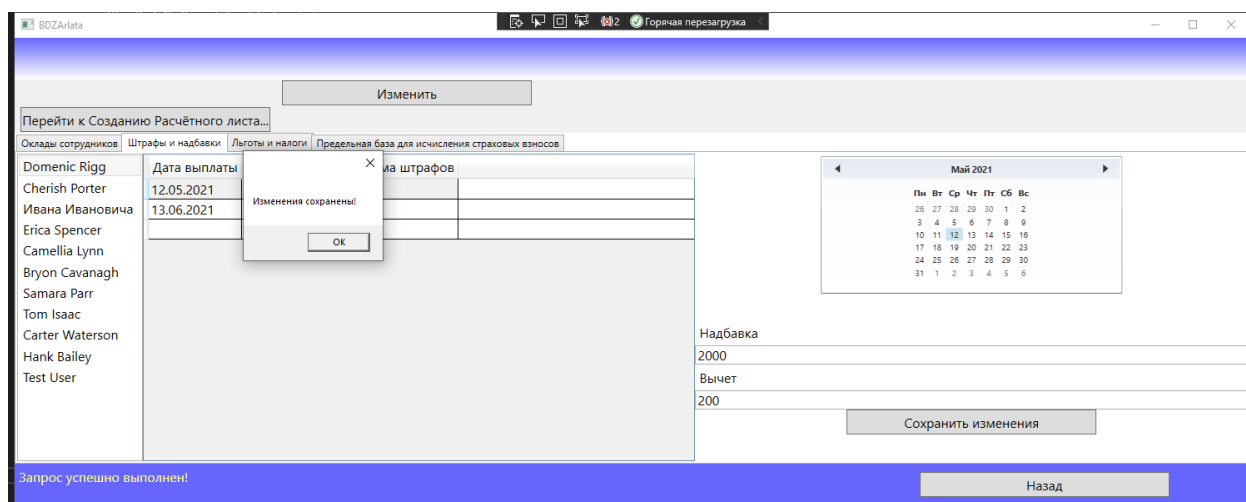 BDZArlata
2 Горячая перезагрузка
Изменить
Перейти к Созданию Расчётного листа...
Оклады сотрудников Штрафы и надбавки Льготы и налоги Предельная база для исчисления страховых взносов
Domenic Rigg
Cherish Porter
Ивана Ивановича
Erica Spencer
Camellia Lynn
Bryon Cavanagh
Samara Parr
Tom Isaac
Carter Waterson
Hank Bailey
Test User
Дата выплаты штрафов
12.05.2021
13.06.2021
Изменения сохранены!
OK
Май 2021
Пн Вт Ср Чт Пт Сб Вс
26 27 28 29 30 1 2
3 4 5 6 7 8 9
10 11 12 13 14 15 16
17 18 19 20 21 22 23
24 25 26 27 28 29 30
31 1 2 3 4 5 6
Надбавка
2000
Вычет
200
Сохранить изменения
Запрос успешно выполнен!
Назад